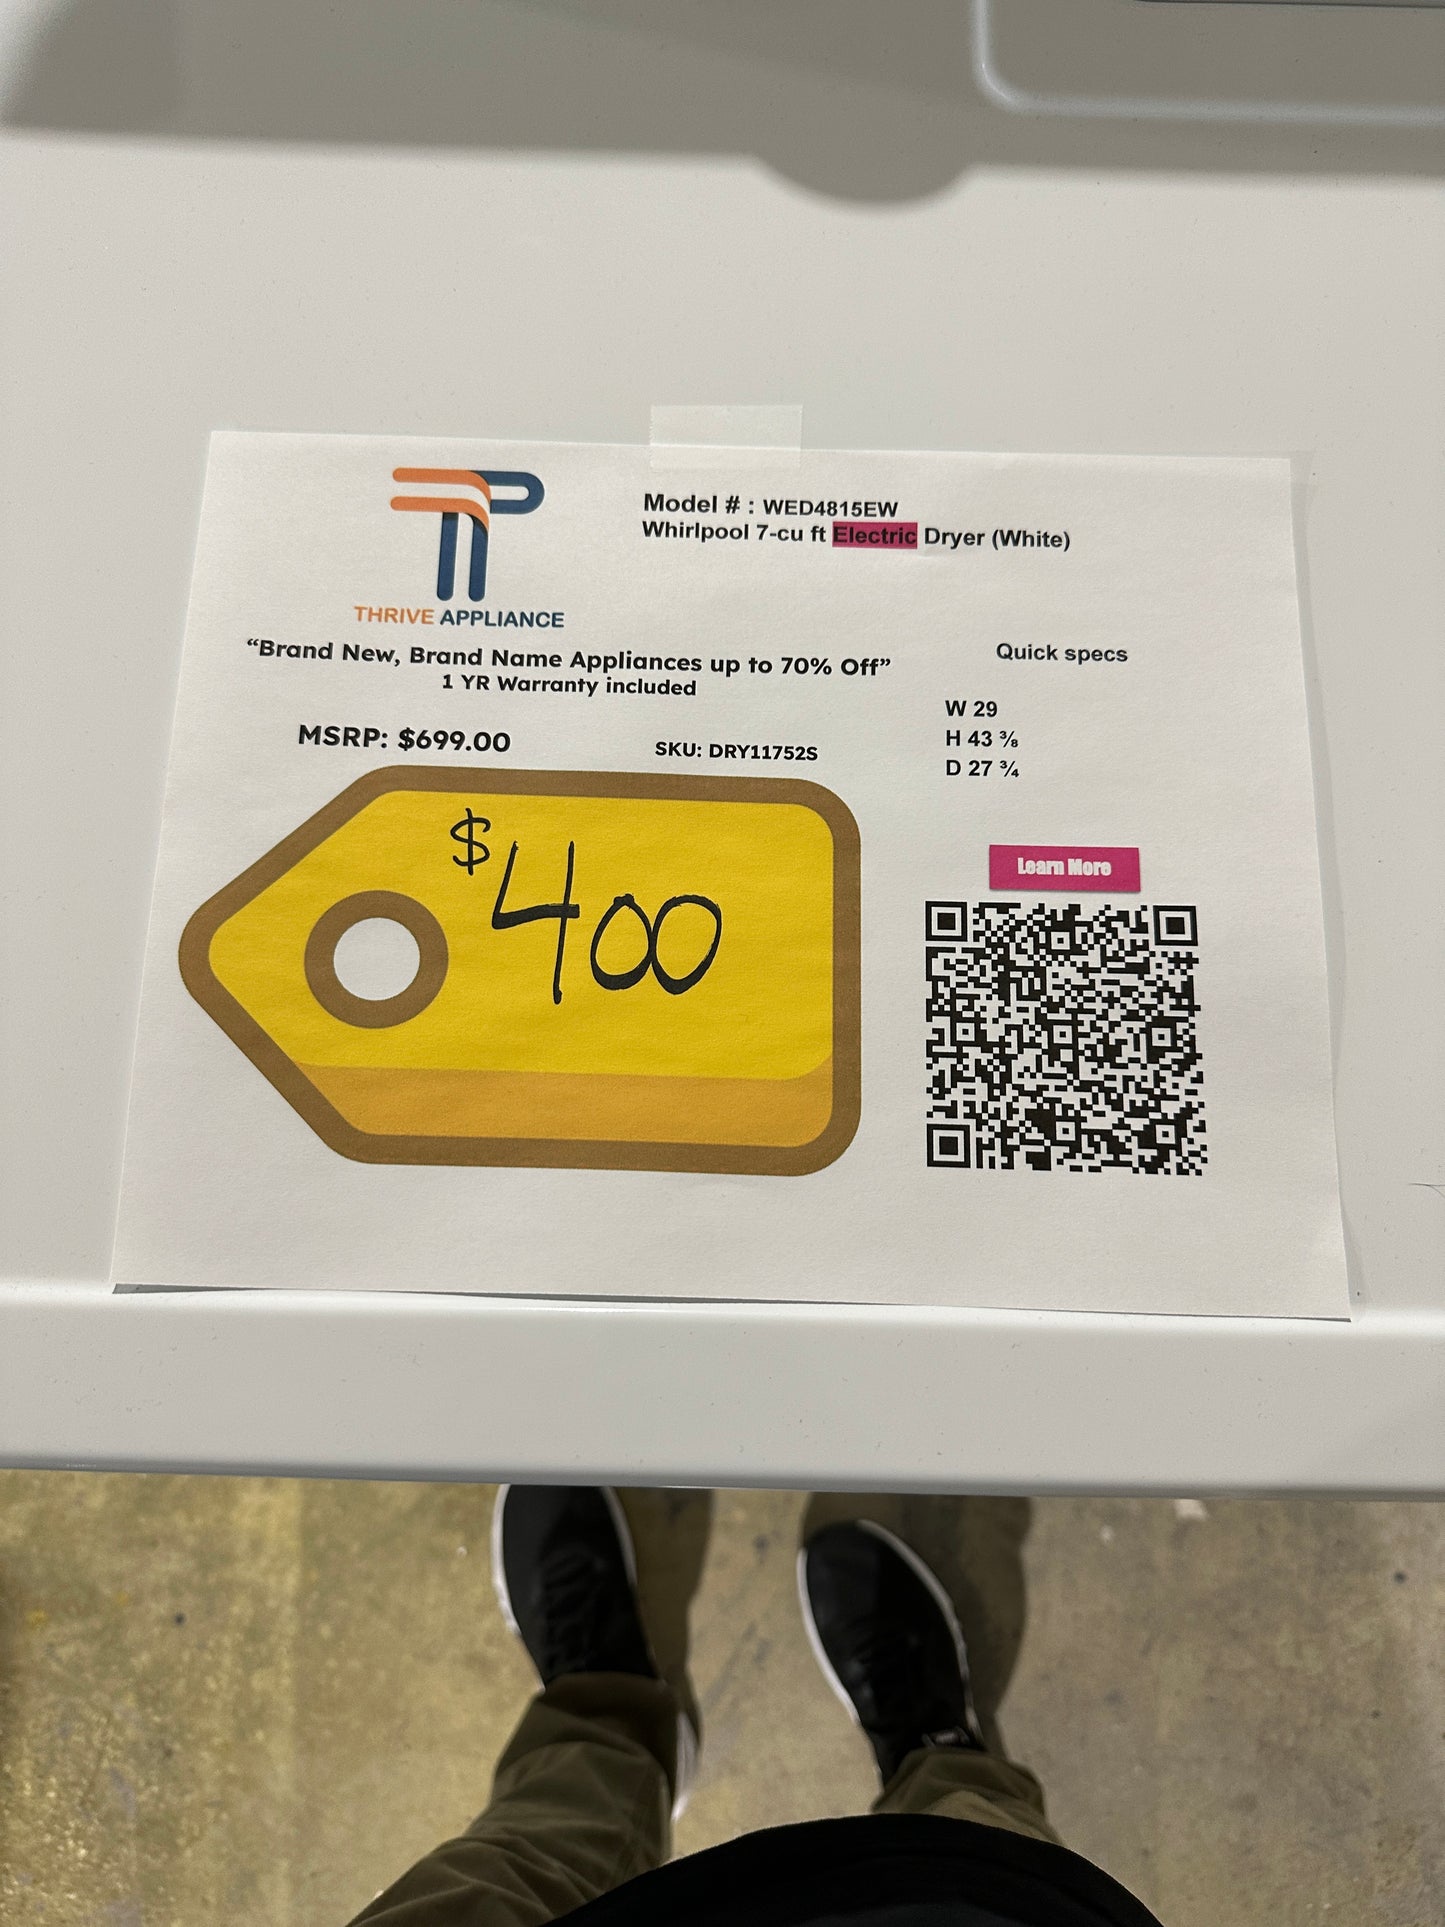 THRIVE APPLIANCE
Model # : WED4815EW
Whirlpool 7-cu ft Electric Dryer (White)
“Brand New, Brand Name Appliances up to 70% Off”
1 YR Warranty included
MSRP: $699.00
SKU: DRY11752S
$400
Quick specs
W 29
H 43 ⅜
D 27 ¾
Learn More